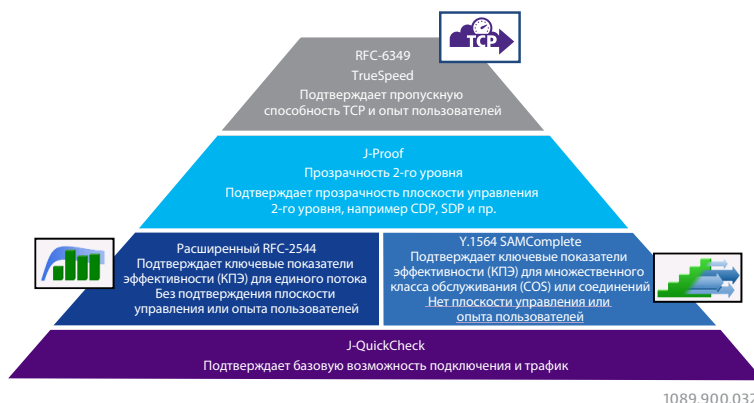 TCP
RFC-6349
TrueSpeed
Подтверждает пропускную
способность TCP и опыт пользователей
J-Proof
Прозрачность 2-го уровня
Подтверждает прозрачность плоскости управления
2-го уровня, например CDP, SDP и пр.
Расширенный RFC-2544
Подтверждает ключевые показатели
эффективности (КПЭ) для единого потока
Без подтверждения плоскости
управления или опыта пользователей
Y.1564 SAMComplete
Подтверждает ключевые показатели
эффективности (КПЭ) для множественного
класса обслуживания (COS) или соединений
Нет плоскости управления или
опыта пользователей
J-QuickCheck
Подтверждает базовую возможность подключения и трафик
1089.900.032